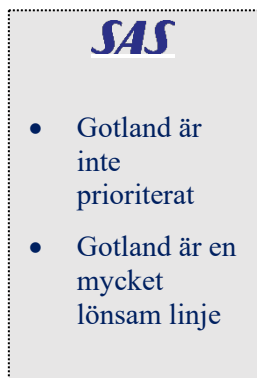 SAS
• Gotland är
inte
prioriterat
• Gotland är en
mycket
lönsam linje